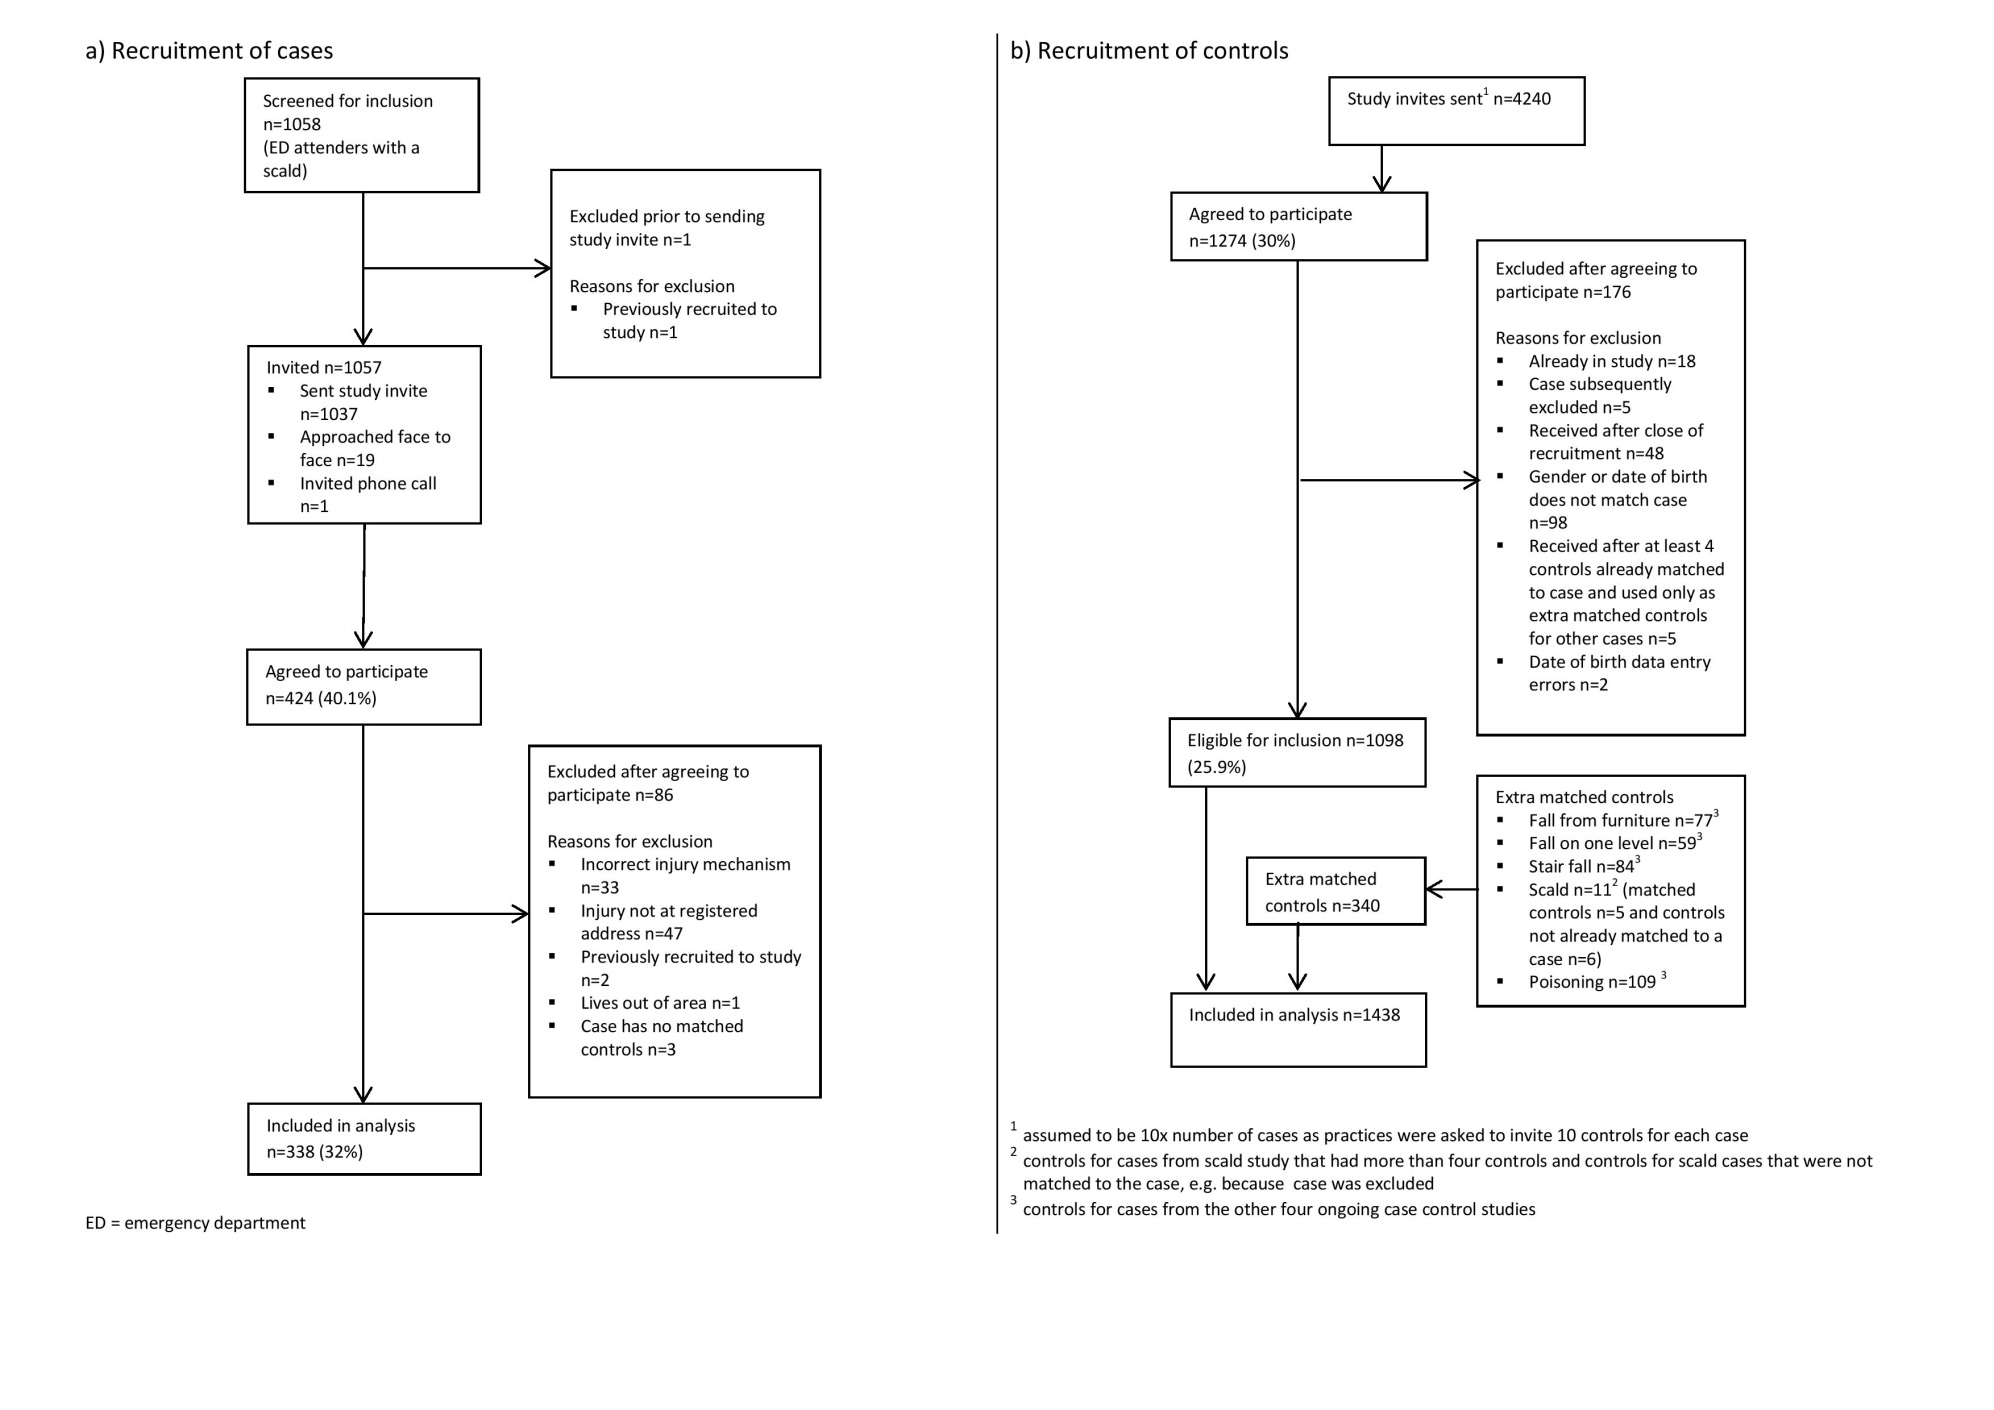 a) Recruitment of cases
Screened for inclusion
n=1058
(ED attenders with a
scald)
Excluded prior to sending
study invite n=1
Reasons for exclusion
▪ Previously recruited to
study n=1
Invited n=1057
▪ Sent study invite
n=1037
▪ Approached face to
face n=19
▪ Invited phone call
n=1
Agreed to participate
n=424 (40.1%)
Excluded after agreeing to
participate n=86
Reasons for exclusion
▪ Incorrect injury mechanism
n=33
▪ Injury not at registered
address n=47
▪ Previously recruited to study
n=2
▪ Lives out of area n=1
▪ Case has no matched
controls n=3
Included in analysis
n=338 (32%)
ED = emergency department
b) Recruitment of controls
Study invites sent¹ n=4240
Agreed to participate
n=1274 (30%)
Excluded after agreeing to
participate n=176
Reasons for exclusion
▪ Already in study n=18
▪ Case subsequently
excluded n=5
▪ Received after close of
recruitment n=48
▪ Gender or date of birth
does not match case
n=98
▪ Received after at least 4
controls already matched
to case and used only as
extra matched controls
for other cases n=5
▪ Date of birth data entry
errors n=2
Eligible for inclusion n=1098
(25.9%)
Extra matched controls
▪ Fall from furniture n=77³
▪ Fall on one level n=59³
▪ Stair fall n=84³
▪ Scald n=11² (matched
controls n=5 and controls
not already matched to a
case n=6)
▪ Poisoning n=109 ³
Extra matched
controls n=340
Included in analysis n=1438
¹ assumed to be 10x number of cases as practices were asked to invite 10 controls for each case
² controls for cases from scald study that had more than four controls and controls for scald cases that were not
matched to the case, e.g. because case was excluded
³ controls for cases from the other four ongoing case control studies